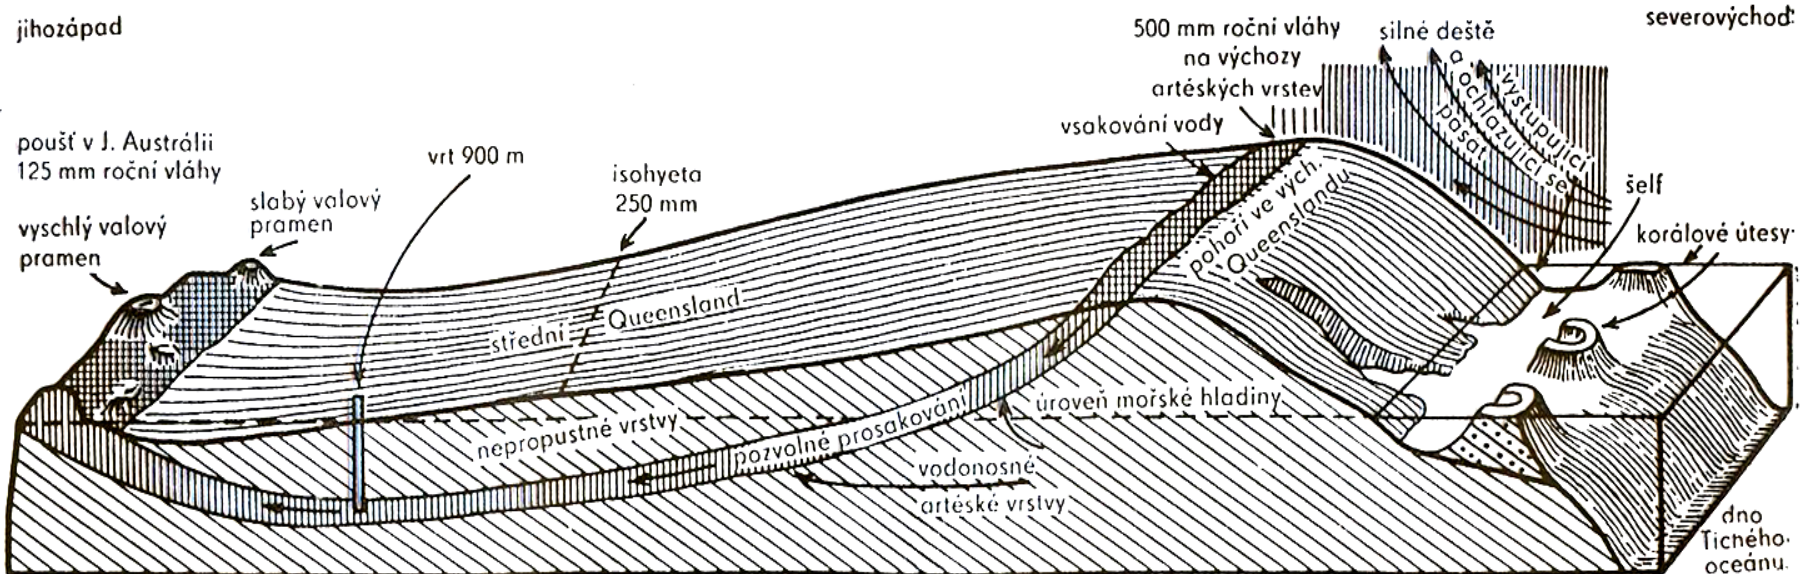 jihozápad
severovýchod
500 mm roční vláhy
na výchozy
artéských vrstev
silné deště
a ochlazující se
vystupující
pasát
vsakování vody
poušť v J. Austrálii
125 mm roční vláhy
vrt 900 m
isohyeta
250 mm
slabý valový
pramen
vyschlý valový
pramen
šelf
korálové útesy
pohoří ve vých.
Queenslandu
střední Queensland
nepropustné vrstvy
pozvolné prosakování
úroveň mořské hladiny
vodonosné
artéské vrstvy
dno
Tichého
oceánu.